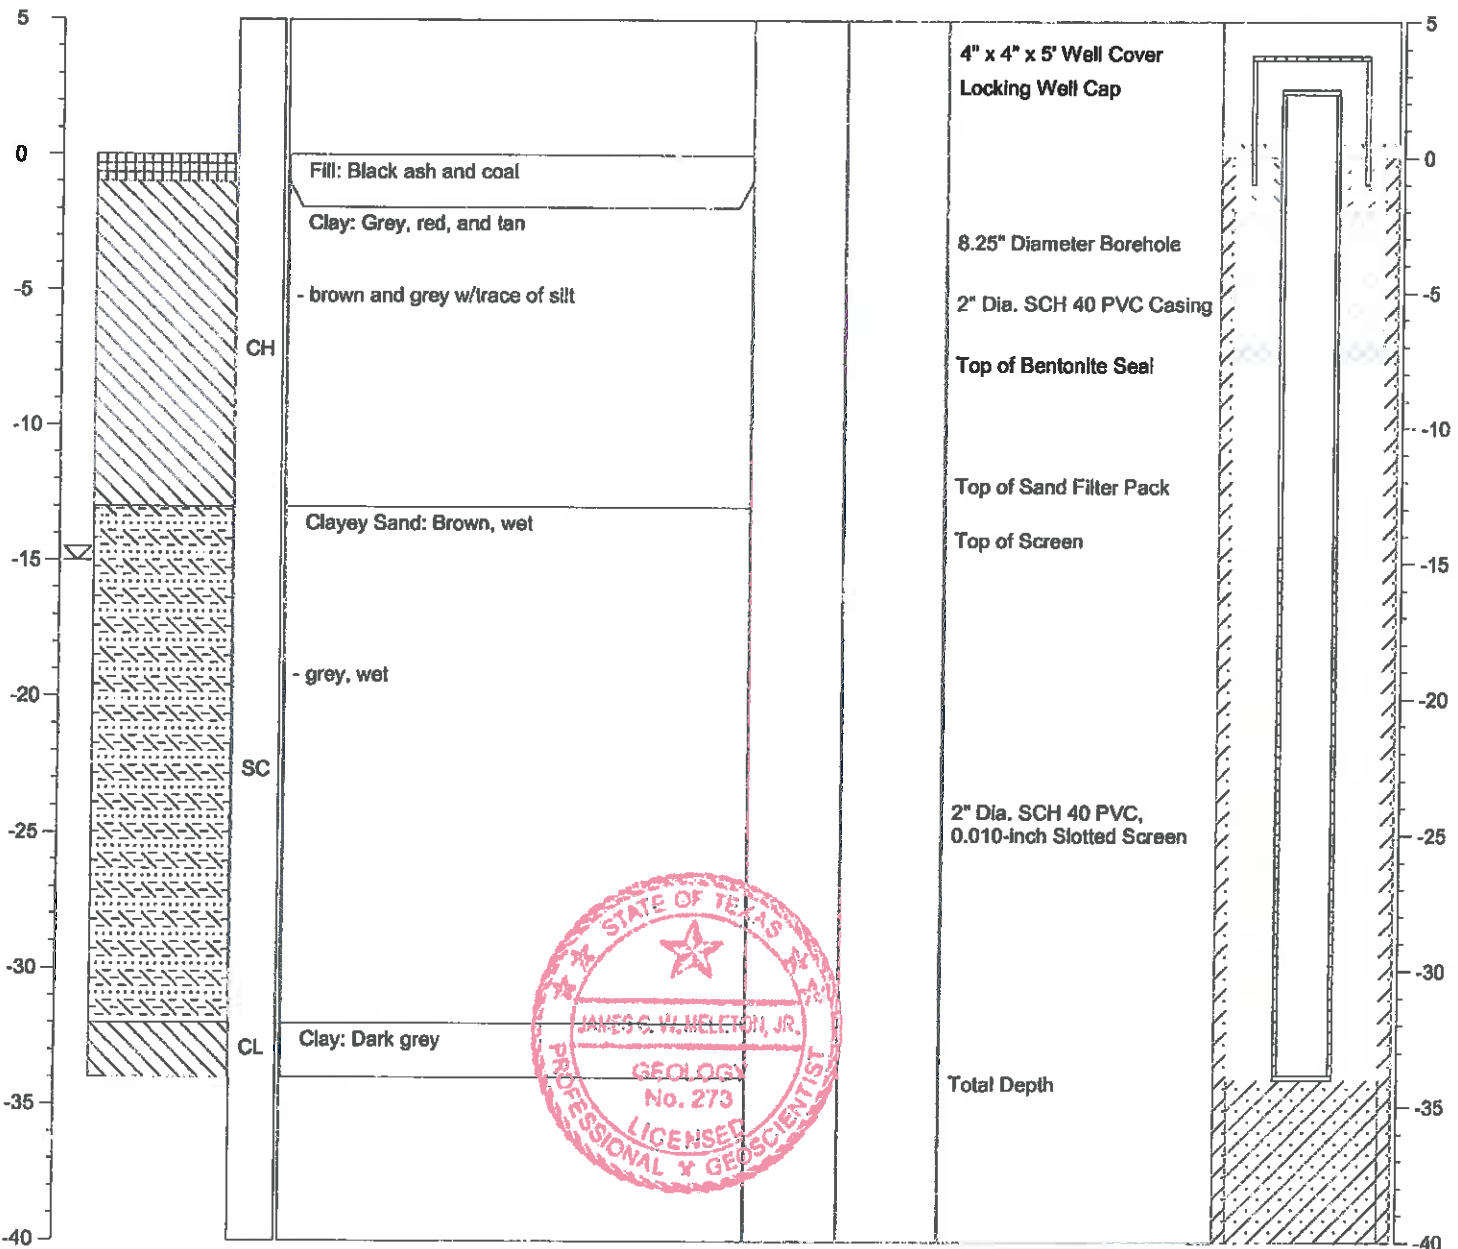 5
0
-5
-10
-15
-20
-25
-30
-35
-40
CH
SC
CL
Fill: Black ash and coal
Clay: Grey, red, and tan
- brown and grey w/trace of silt
Clayey Sand: Brown, wet
- grey, wet
Clay: Dark grey
4" x 4" x 5' Well Cover
Locking Well Cap
8.25" Diameter Borehole
2" Dia. SCH 40 PVC Casing
Top of Bentonite Seal
Top of Sand Filter Pack
Top of Screen
2" Dia. SCH 40 PVC,
0.010-inch Slotted Screen
Total Depth
STATE OF TEXAS
JAMES C. W. MELETON, JR.
GEOLOGY
No. 273
LICENSED
PROFESSIONAL GEOSCIENTIST
5
0
-5
-10
-15
-20
-25
-30
-35
-40